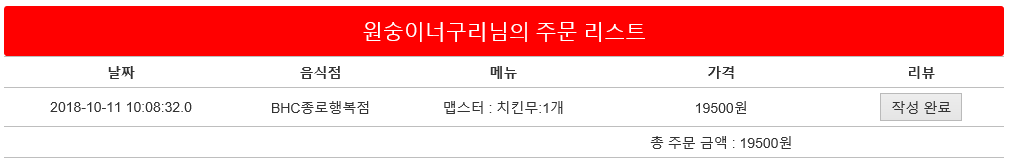 원숭이너구리님의 주문 리스트
날짜 음식점 메뉴 가격 리뷰
2018-10-11 10:08:32.0 BHC종로행복점 맵스터 : 치킨무:1개 19500원 작성 완료
총 주문 금액 : 19500원